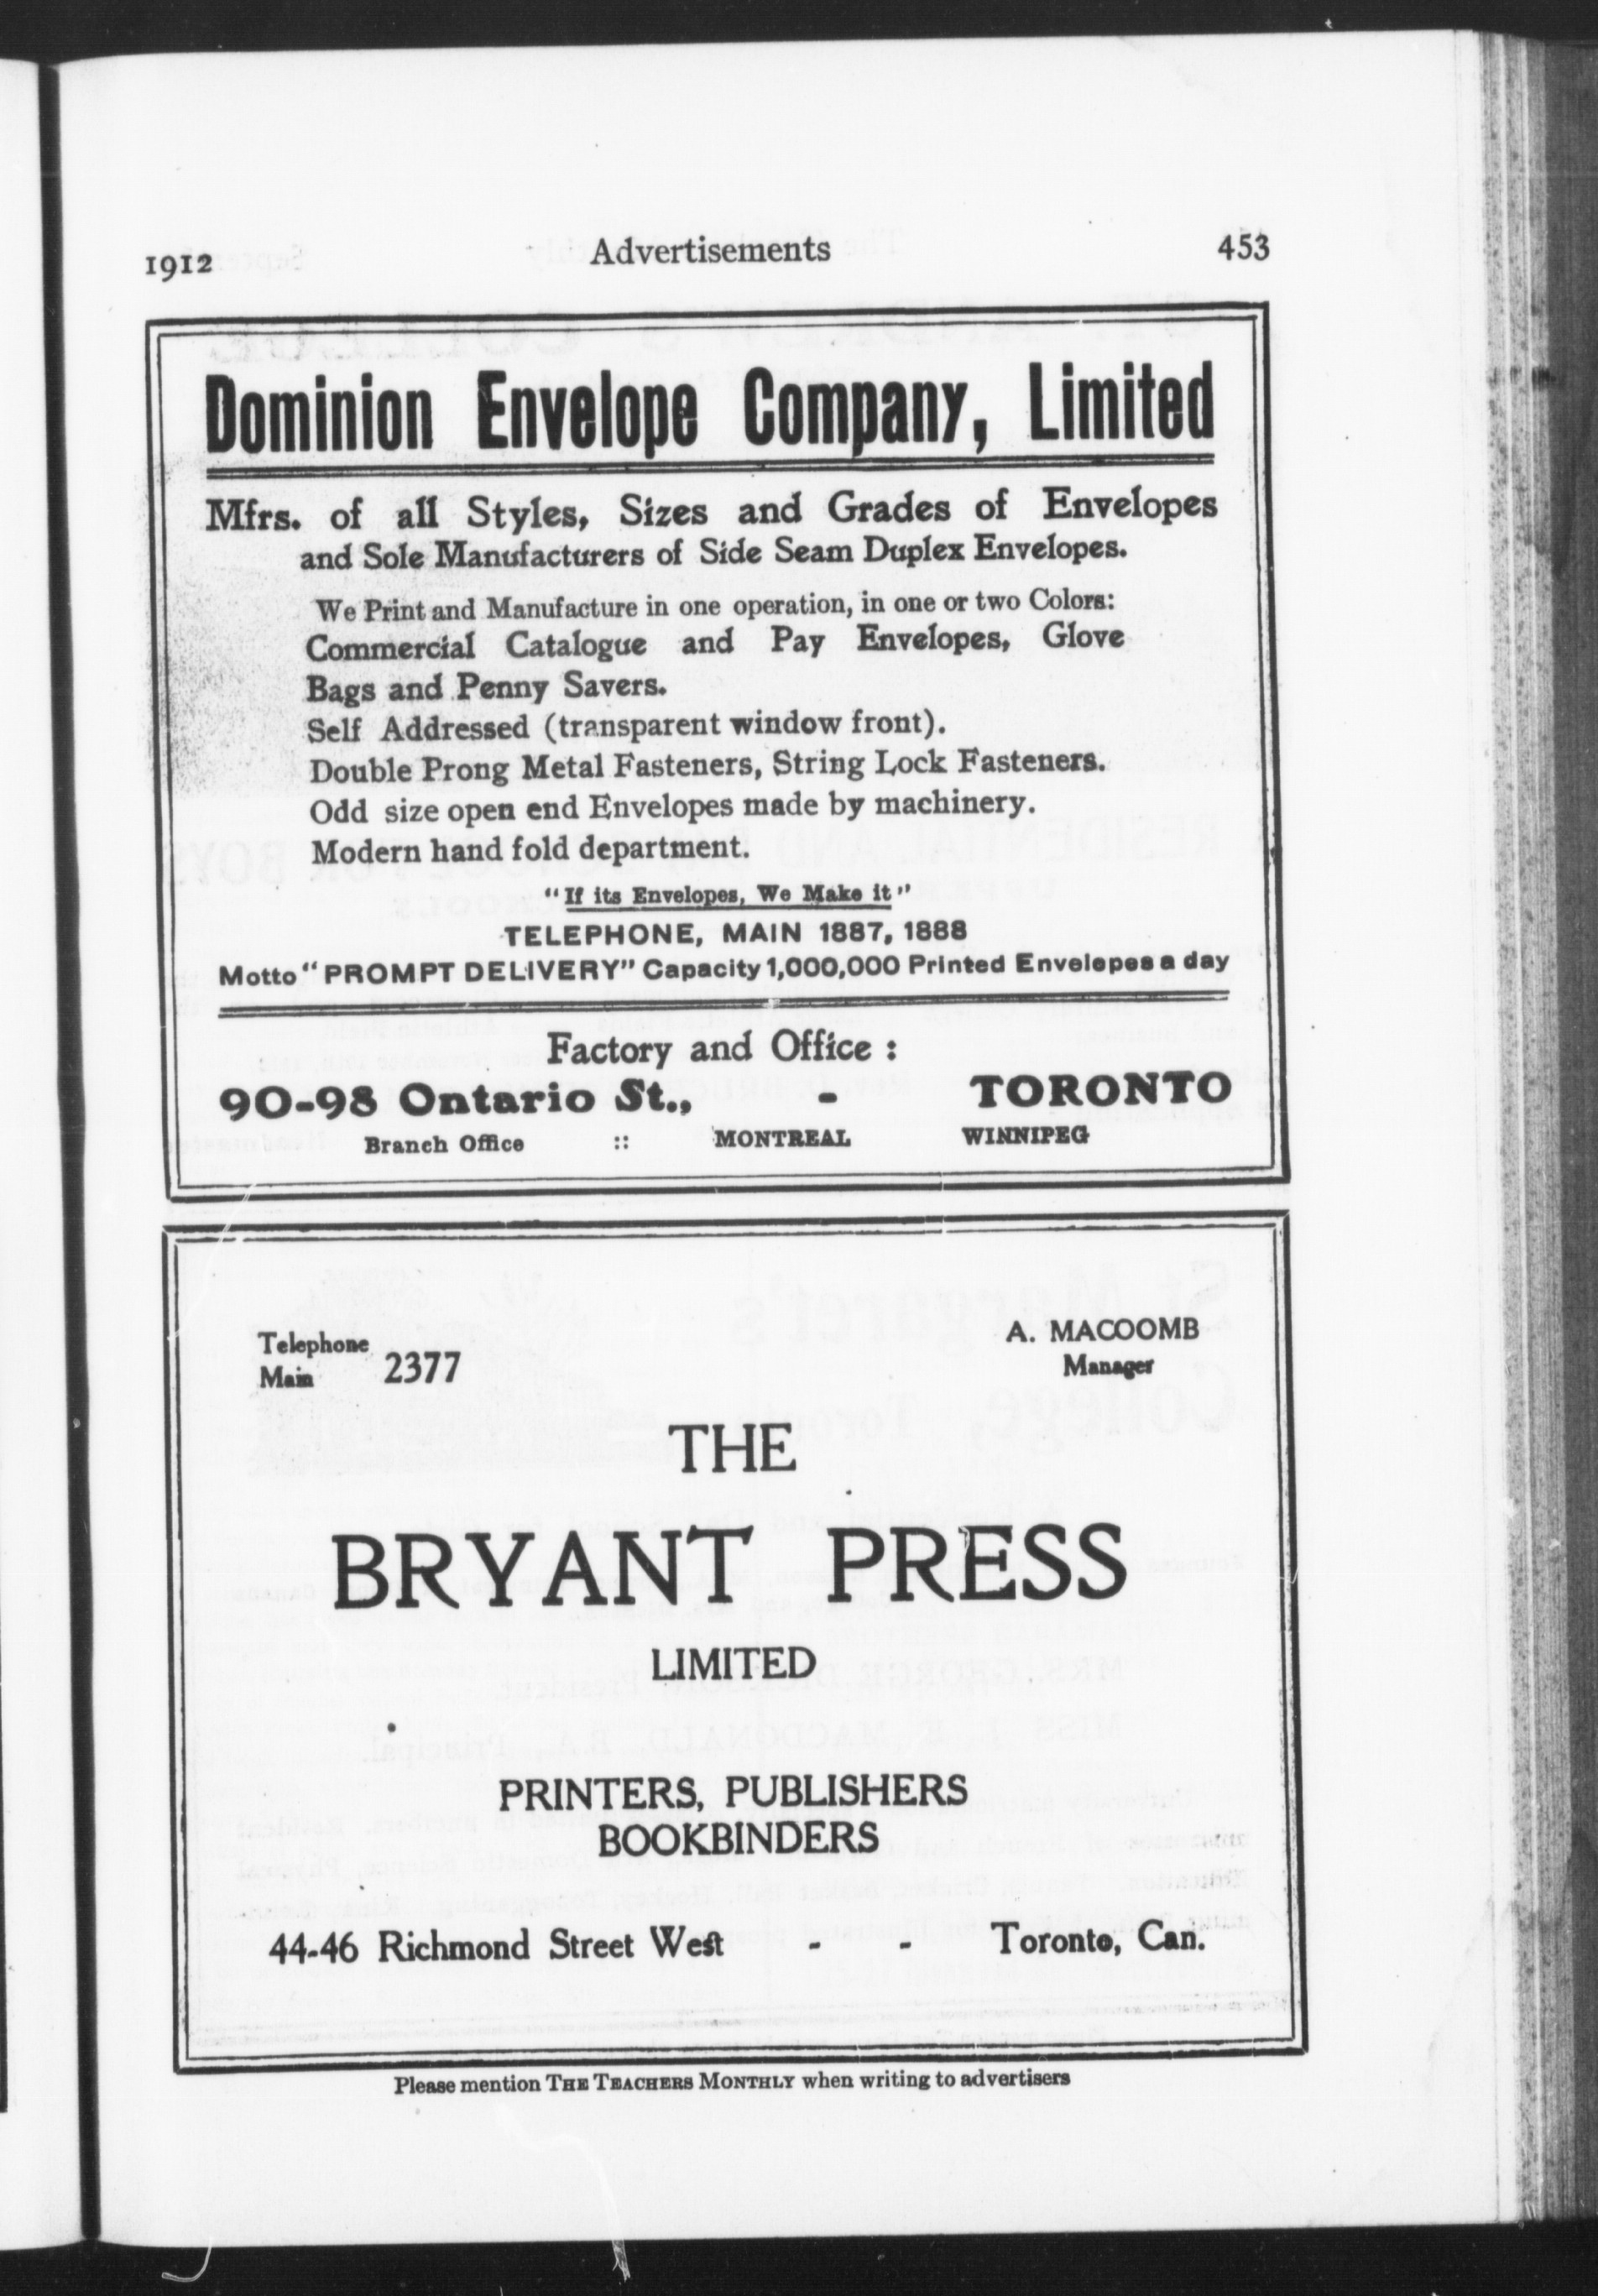 1912 Advertisements 453
Dominion Envelope Company, Limited
Mfrs. of all Styles, Sizes and Grades of Envelopes
and Sole Manufacturers of Side Seam Duplex Envelopes.
We Print and Manufacture in one operation, in one or two Colors:
Commercial Catalogue and Pay Envelopes, Glove
Bags and Penny Savers.
Self Addressed (transparent window front).
Double Prong Metal Fasteners, String Lock Fasteners.
Odd size open end Envelopes made by machinery.
Modern hand fold department.
"If its Envelopes, We Make it"
TELEPHONE, MAIN 1887, 1888
Motto "PROMPT DELIVERY" Capacity 1,000,000 Printed Envelopes a day
Factory and Office :
90-98 Ontario St., - TORONTO
Branch Office :: MONTREAL WINNIPEG
Telephone
Main 2377
A. MACOOMB
Manager
THE
BRYANT PRESS
LIMITED
PRINTERS, PUBLISHERS
BOOKBINDERS
44-46 Richmond Street West - - Toronto, Can.
Please mention THE TEACHERS MONTHLY when writing to advertisers